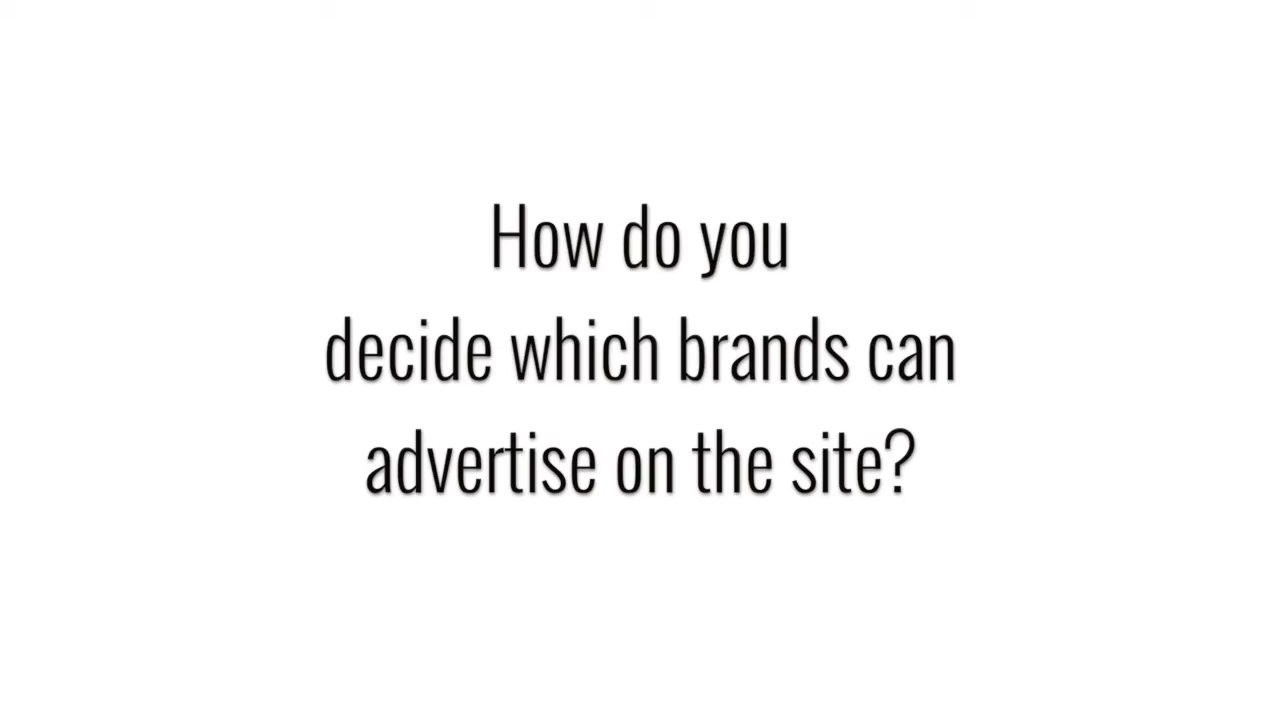 How do you
decide which brands can
advertise on the site?